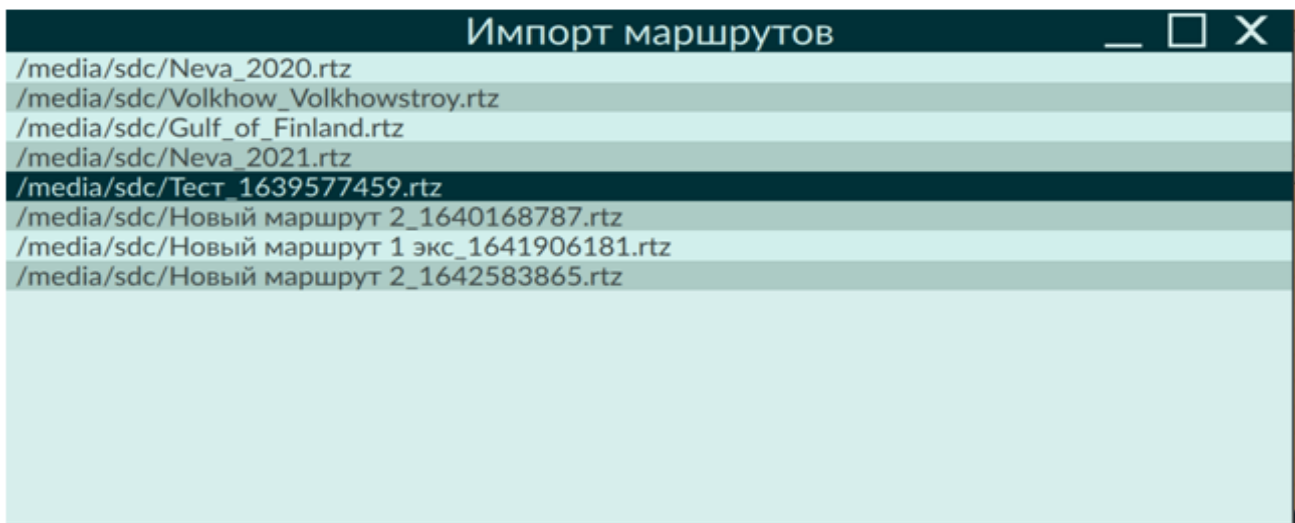 Импорт маршрутов
/media/sdc/Neva_2020.rtz
/media/sdc/Volkhow_Volkhowstroy.rtz
/media/sdc/Gulf_of_Finland.rtz
/media/sdc/Neva_2021.rtz
/media/sdc/Тест_1639577459.rtz
/media/sdc/Новый маршрут 2_1640168787.rtz
/media/sdc/Новый маршрут 1 экс_1641906181.rtz
/media/sdc/Новый маршрут 2_1642583865.rtz